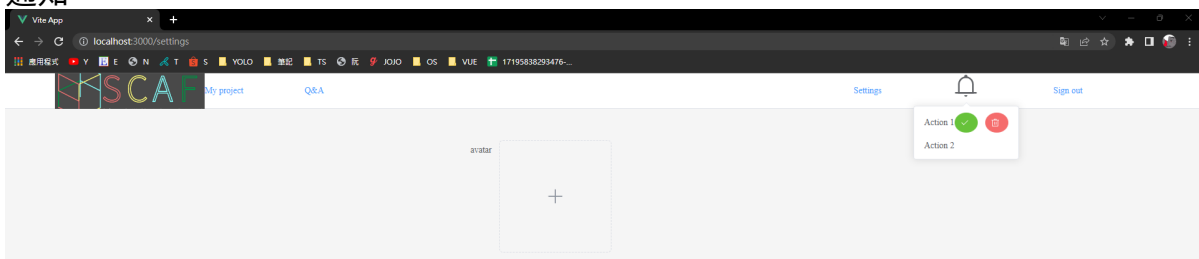 通知
Vite App
localhost:3000/settings
應用程式 Y E N T S YOLO 筆記 TS 阮 JOJO OS VUE 17195838293476-...
SCAF My project Q&A Settings Sign out
Action 1
Action 2
avatar